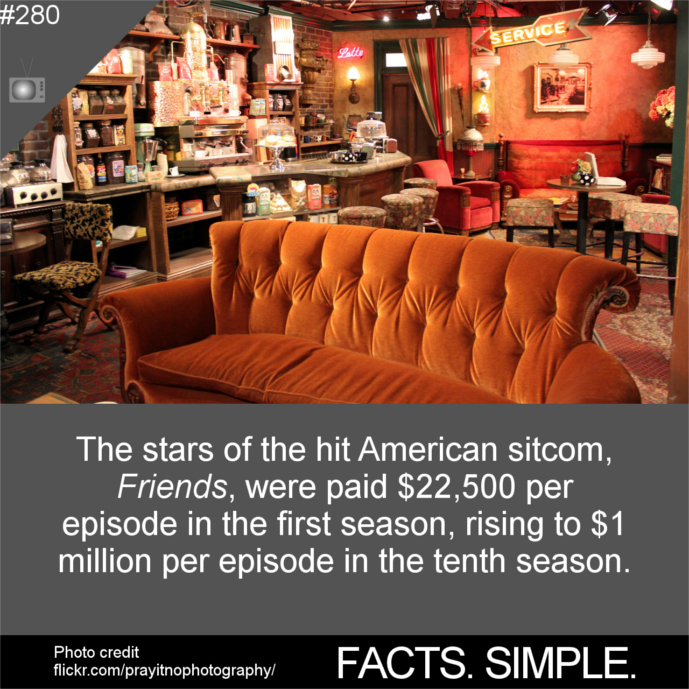 #280
Latte
SERVICE
The stars of the hit American sitcom,
Friends, were paid $22,500 per
episode in the first season, rising to $1
million per episode in the tenth season.
Photo credit
flickr.com/prayitnophotography/
FACTS. SIMPLE.